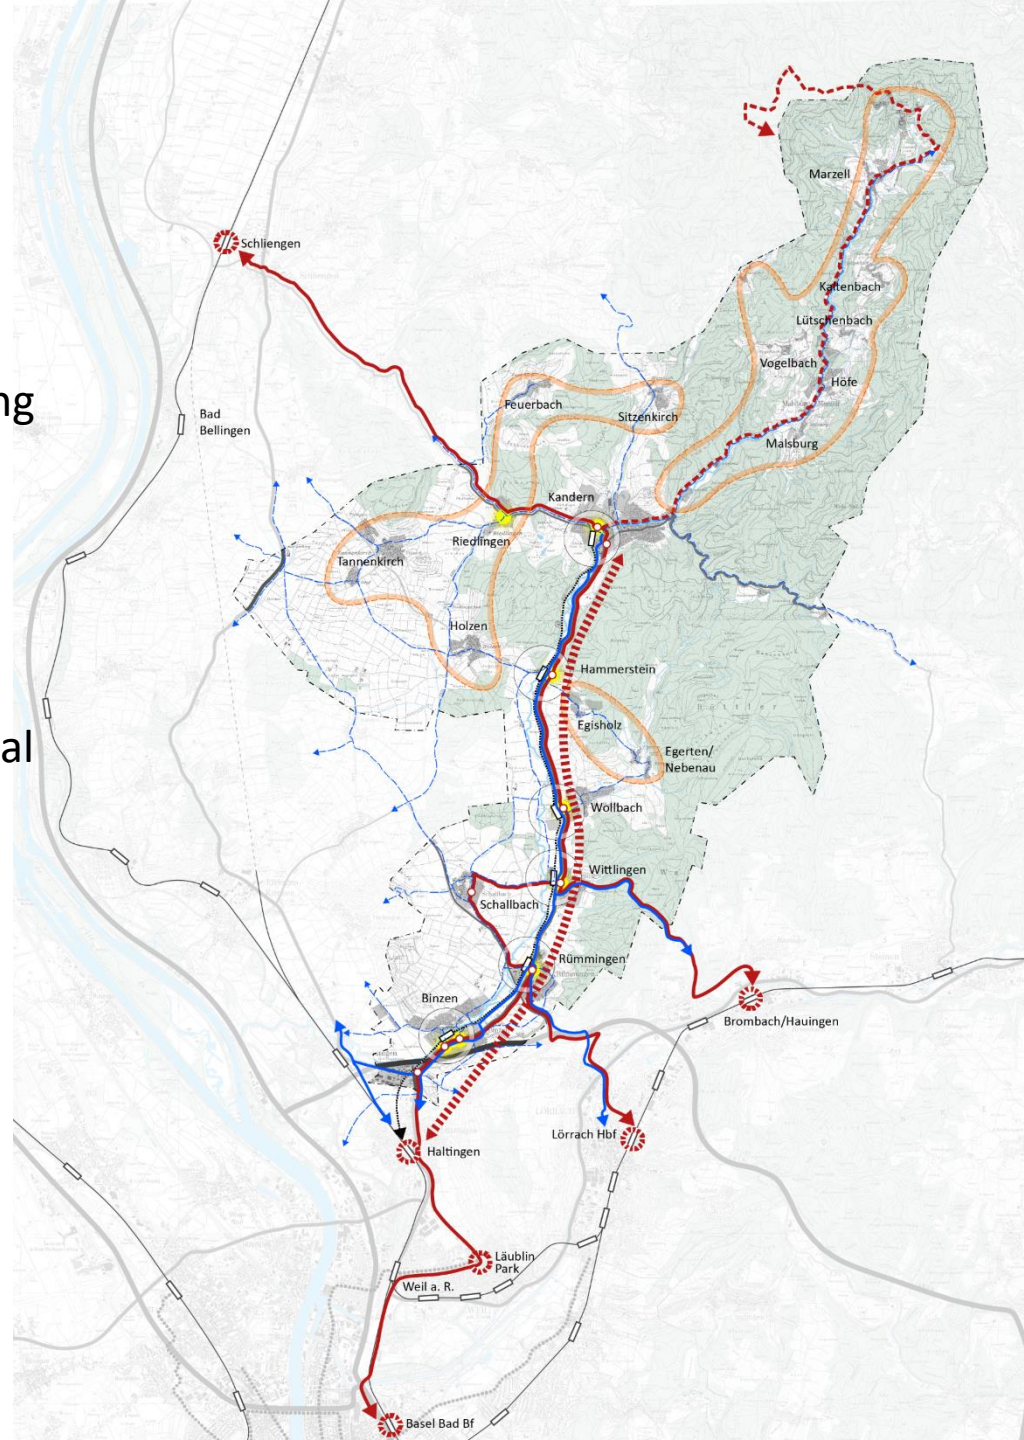 Marzell
Schliengen
Kaltenbach
Lütschenbach
Vogelbach
Höfe
ng
Feuerbach
Sitzenkirch
Bad
Bellingen
Malsburg
Kandern
Riedlingen
Tannenkirch
Holzen
Hammerstein
Egisholz
al
Egerten/
Nebenau
Wollbach
Wittlingen
Schallbach
Rümmingen
Binzen
Brombach/Hauingen
Lörrach Hbf
Haltingen
Läublin
Park
Weil a. R.
Basel Bad Bf